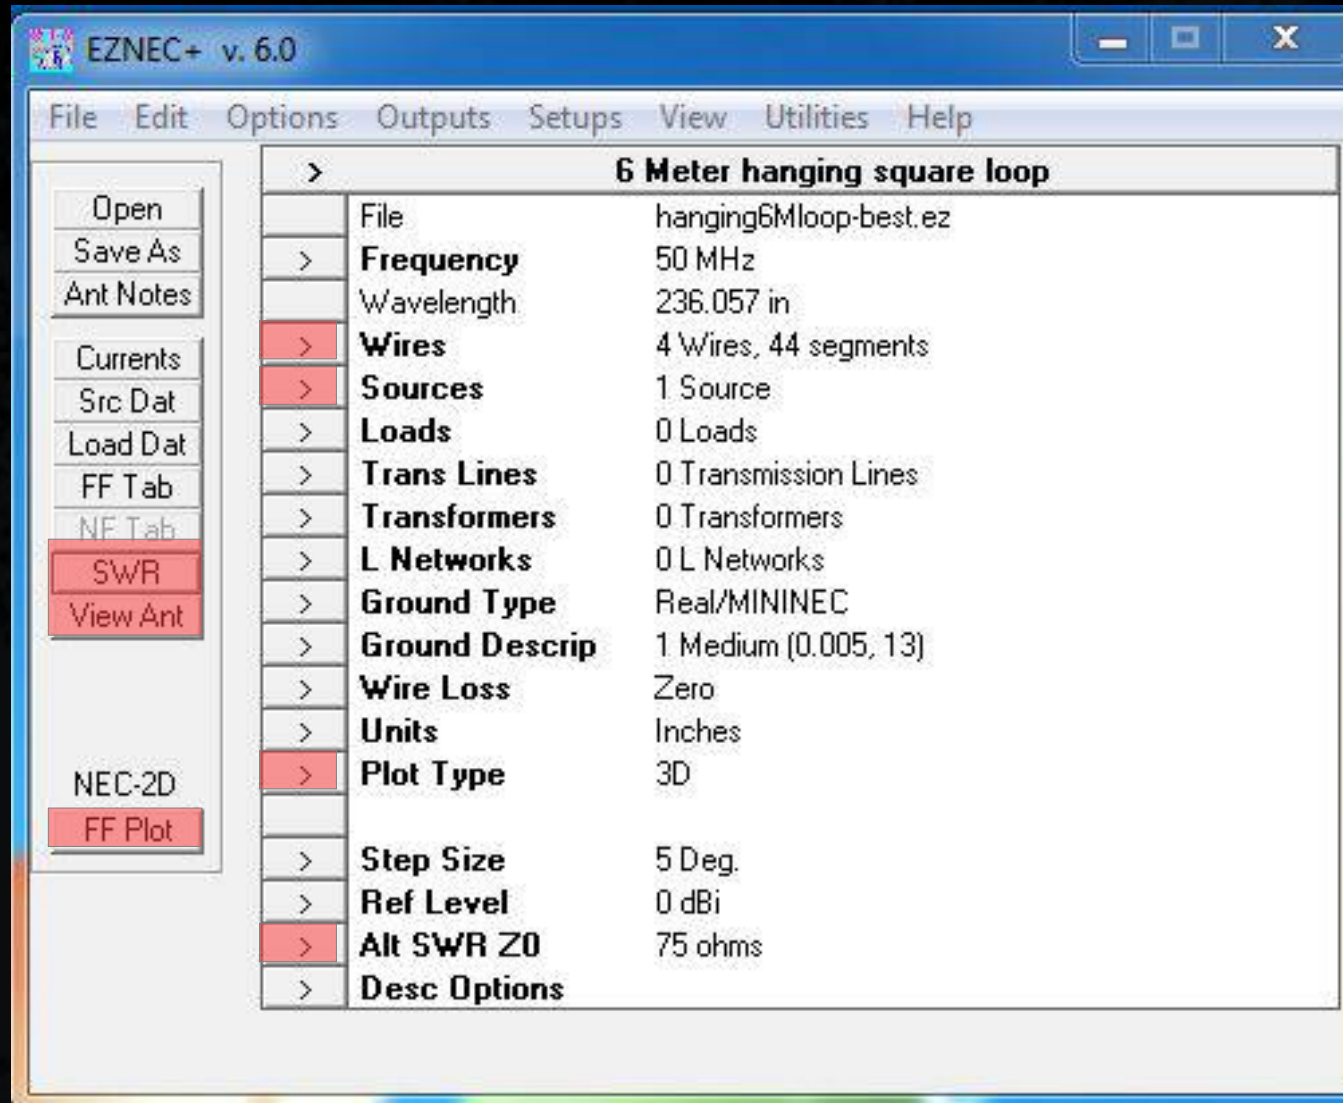 EZNEC+ v. 6.0
File Edit Options Outputs Setups View Utilities Help
Open
Save As
Ant Notes
Currents
Src Dat
Load Dat
FF Tab
NF Tab
SWR
View Ant
NEC-2D
FF Plot
> 6 Meter hanging square loop
File hanging6Mloop-best.ez
> Frequency 50 MHz
Wavelength 236.057 in
> Wires 4 Wires, 44 segments
> Sources 1 Source
> Loads 0 Loads
> Trans Lines 0 Transmission Lines
> Transformers 0 Transformers
> L Networks 0 L Networks
> Ground Type Real/MININEC
> Ground Descrip 1 Medium (0.005, 13)
> Wire Loss Zero
> Units Inches
> Plot Type 3D
> Step Size 5 Deg.
> Ref Level 0 dBi
> Alt SWR Z0 75 ohms
> Desc Options